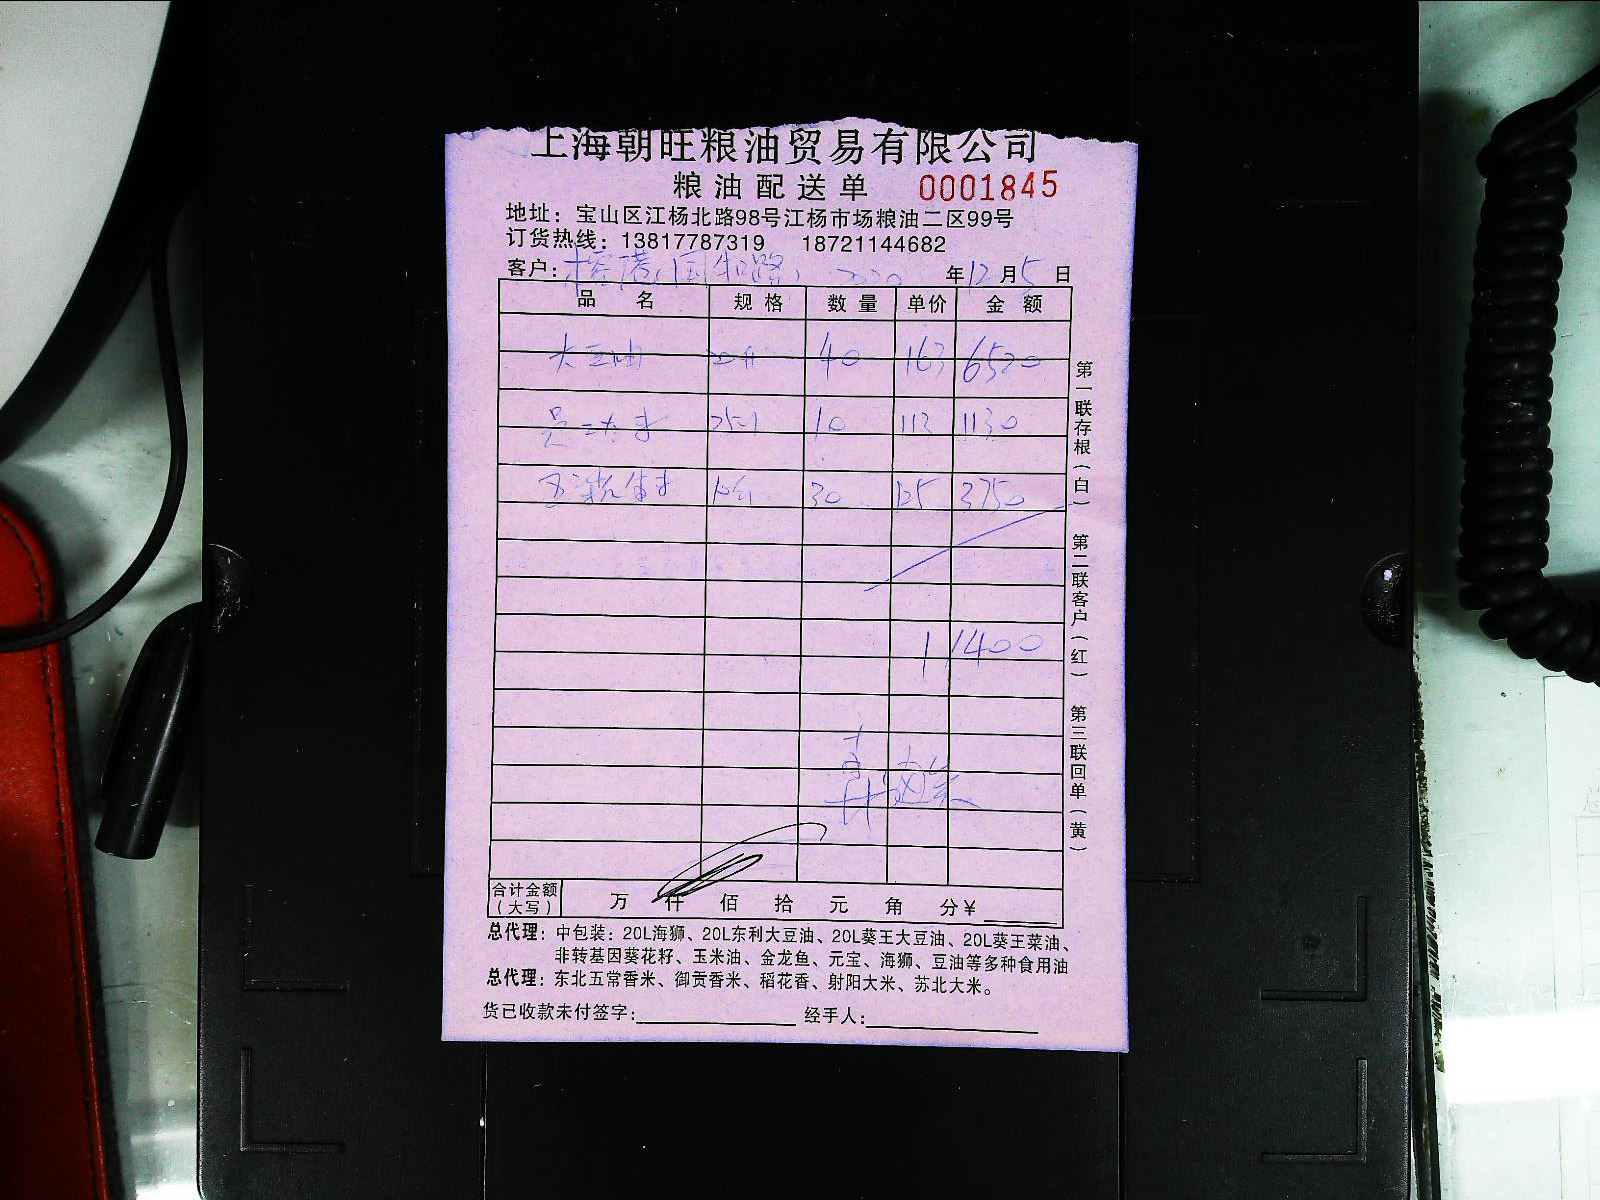 上海朝旺粮油贸易有限公司
粮油配送单 0001845
地址：宝山区江杨北路98号江杨市场粮油二区99号
订货热线：13817787319 18721144682
客户： 路 年12月5日
品名 规格 数量 单价 金额
大豆油 40 163 6520
10 113 1130
30 125 3750
11400
第一联存根（白） 第二联客户（红） 第三联回单（黄）
合计金额（大写） 万 仟 佰 拾 元 角 分￥
总代理：中包装：20L海狮、20L东利大豆油、20L葵王大豆油、20L葵王菜油、
非转基因葵花籽、玉米油、金龙鱼、元宝、海狮、豆油等多种食用油
总代理：东北五常香米、御贡香米、稻花香、射阳大米、苏北大米。
货已收款未付签字： 经手人：